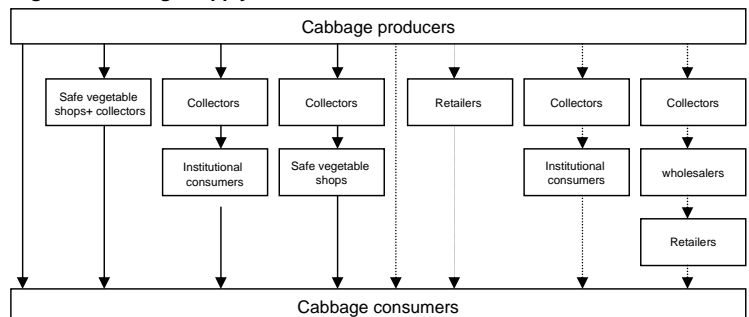 Cabbage producers
Safe vegetable
shops+ collectors
Collectors
Collectors
Retailers
Collectors
Collectors
Institutional
consumers
Safe vegetable
shops
Institutional
consumers
wholesalers
Retailers
Cabbage consumers